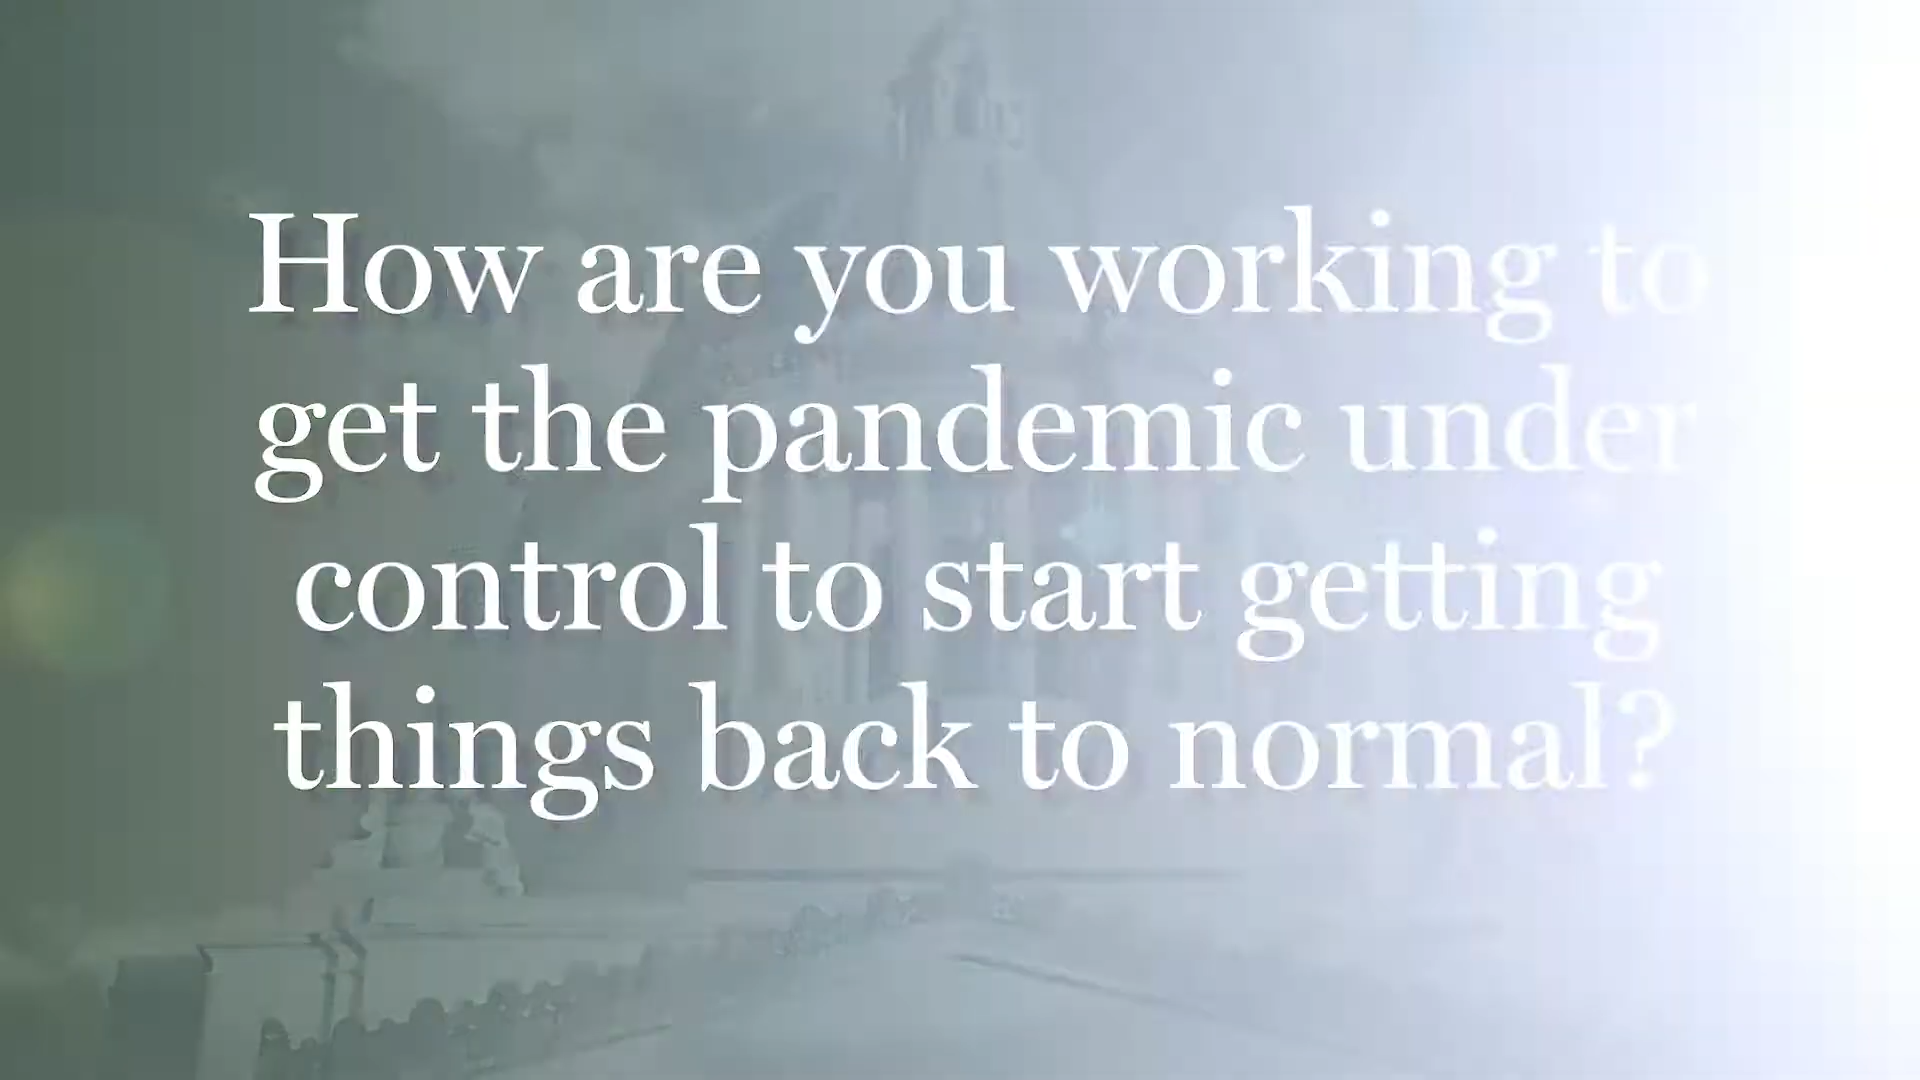 How are you working to
get the pandemic under
control to start getting
things back to normal?